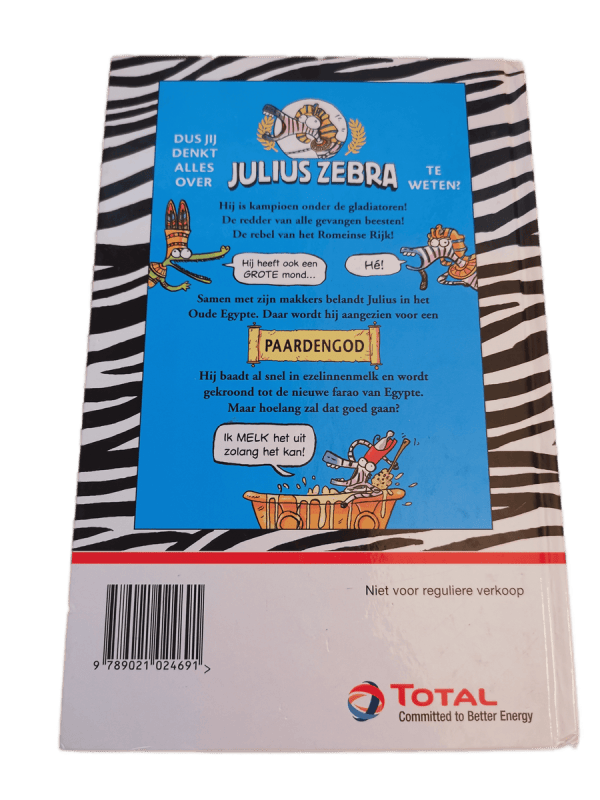 DUS JIJ
DENKT
ALLES
OVER
JULIUS ZEBRA
TE
WETEN?
Hij is kampioen onder de gladiatoren!
De redder van alle gevangen beesten!
De rebel van het Romeinse Rijk!
Hij heeft ook een
GROTE mond...
Hé!
Samen met zijn makkers belandt Julius in het
Oude Egypte. Daar wordt hij aangezien voor een
PAARDENGOD
Hij baadt al snel in ezelinnenmelk en wordt
gekroond tot de nieuwe farao van Egypte.
Maar hoelang zal dat goed gaan?
Ik MELK het uit
zolang het kan!
Niet voor reguliere verkoop
9 789021 024691 >
TOTAL
Committed to Better Energy